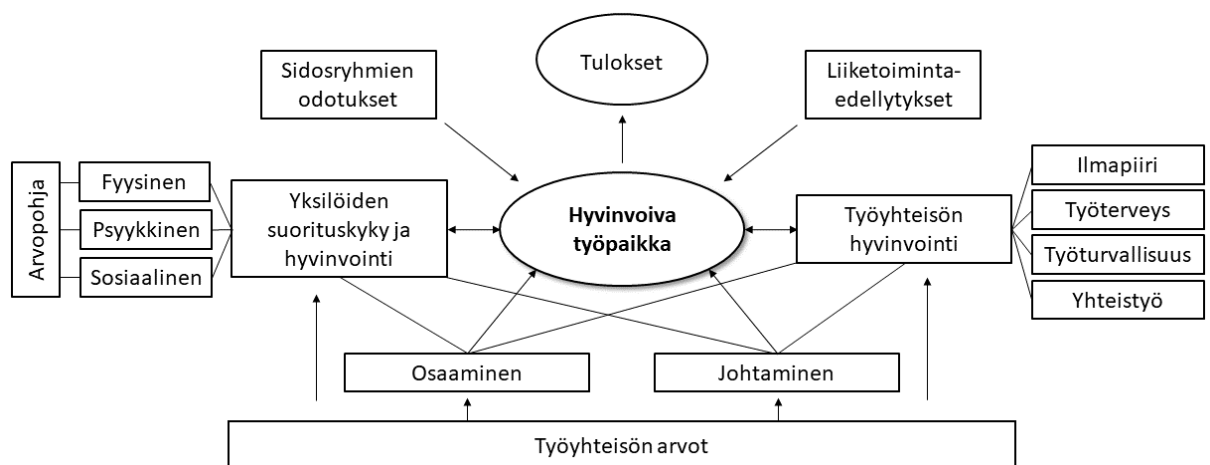 Tulokset
Sidosryhmien
odotukset
Liiketoiminta-
edellytykset
Arvopohja
Fyysinen
Psyykkinen
Sosiaalinen
Yksilöiden
suorituskyky ja
hyvinvointi
Hyvinvoiva
työpaikka
Työyhteisön
hyvinvointi
Ilmapiiri
Työterveys
Työturvallisuus
Yhteistyö
Osaaminen
Johtaminen
Työyhteisön arvot